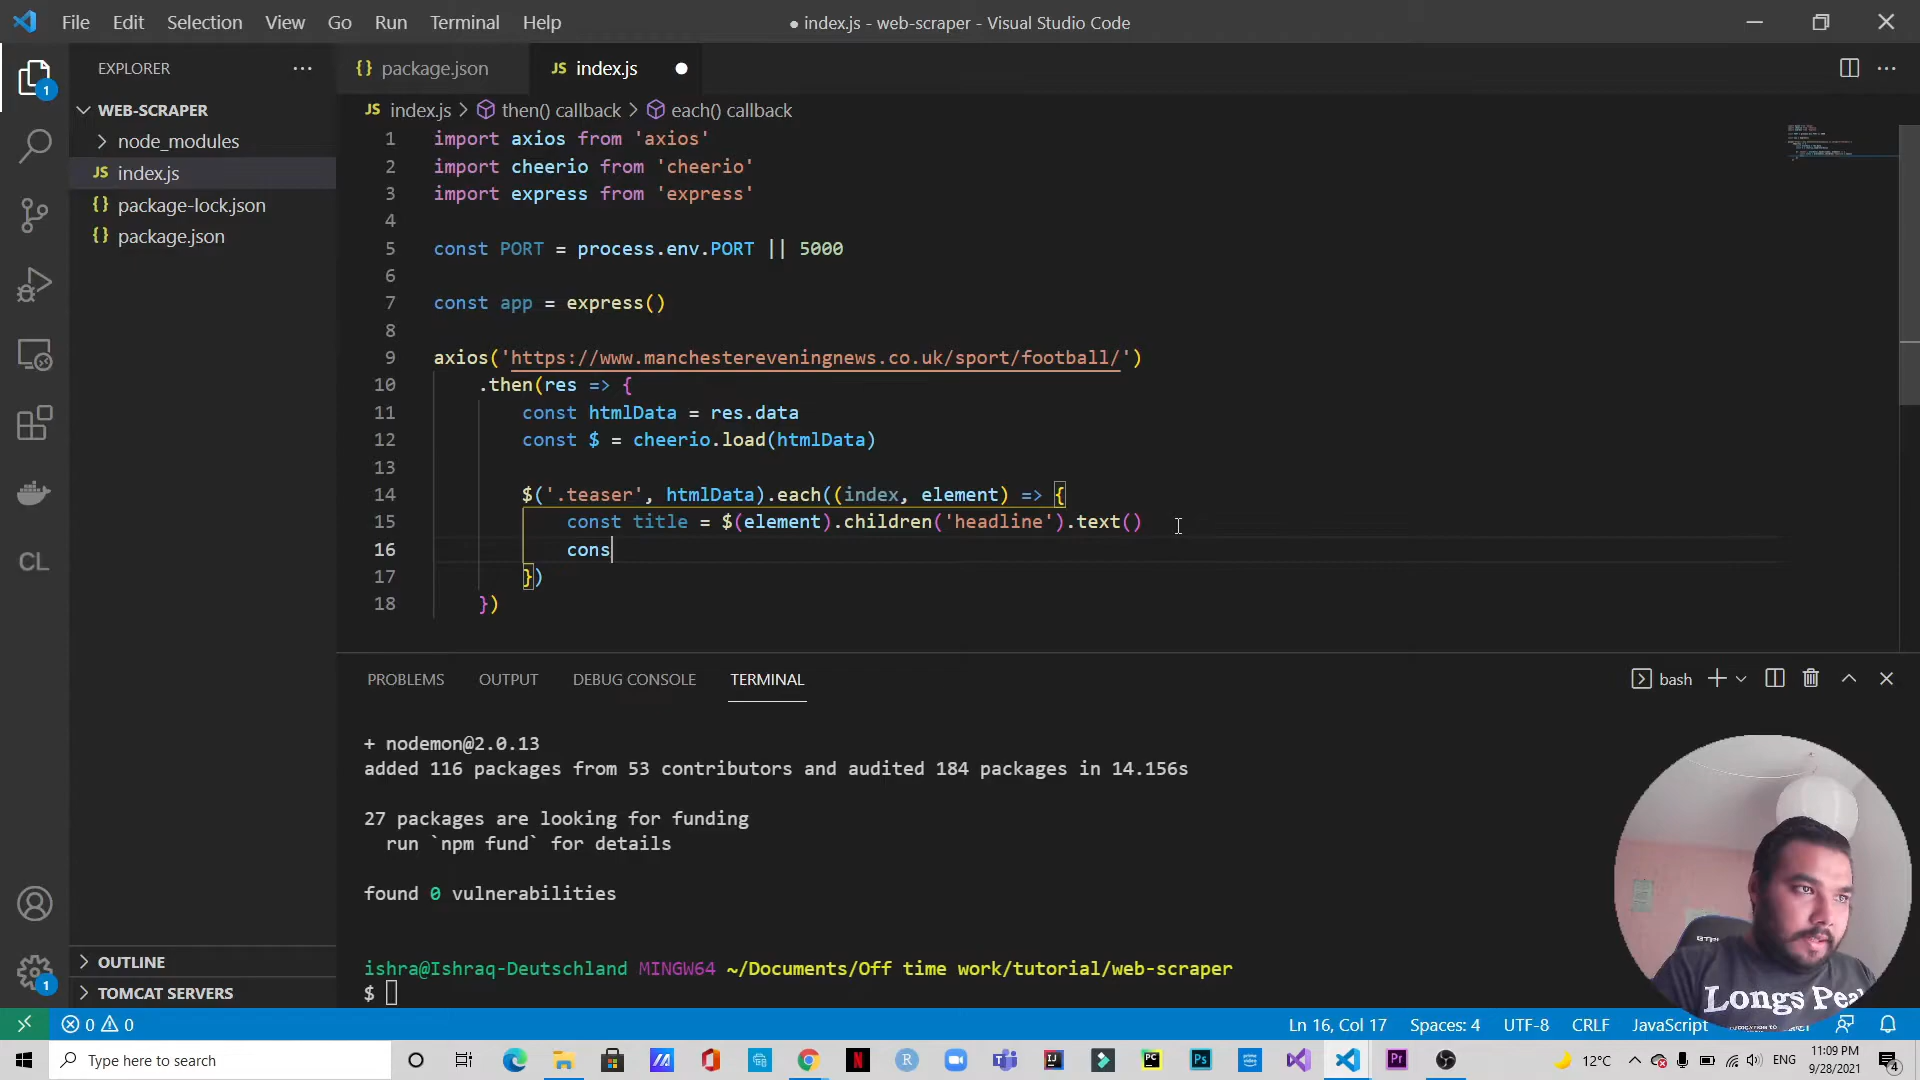 File Edit Selection View Go Run Terminal Help
● index.js - web-scraper - Visual Studio Code
EXPLORER
WEB-SCRAPER
node_modules
JS index.js
{} package-lock.json
{} package.json
OUTLINE
TOMCAT SERVERS
1
CL
1
{} package.json
JS index.js
JS index.js > then() callback > each() callback
1 import axios from 'axios'
2 import cheerio from 'cheerio'
3 import express from 'express'
4
5 const PORT = process.env.PORT || 5000
6
7 const app = express()
8
9 axios('https://www.manchestereveningnews.co.uk/sport/football/')
10 .then(res => {
11 const htmlData = res.data
12 const $ = cheerio.load(htmlData)
13
14 $('.teaser', htmlData).each((index, element) => {
15 const title = $(element).children('headline').text()
16 cons
17 })
18 })
PROBLEMS OUTPUT DEBUG CONSOLE TERMINAL
bash
+ nodemon@2.0.13
added 116 packages from 53 contributors and audited 184 packages in 14.156s
27 packages are looking for funding
run `npm fund` for details
found 0 vulnerabilities
ishra@Ishraq-Deutschland MINGW64 ~/Documents/Off time work/tutorial/web-scraper
$
Longs Pea
0 0
Ln 16, Col 17 Spaces: 4 UTF-8 CRLF JavaScript
Type here to search
12°C
ENG
11:09 PM
9/28/2021
4